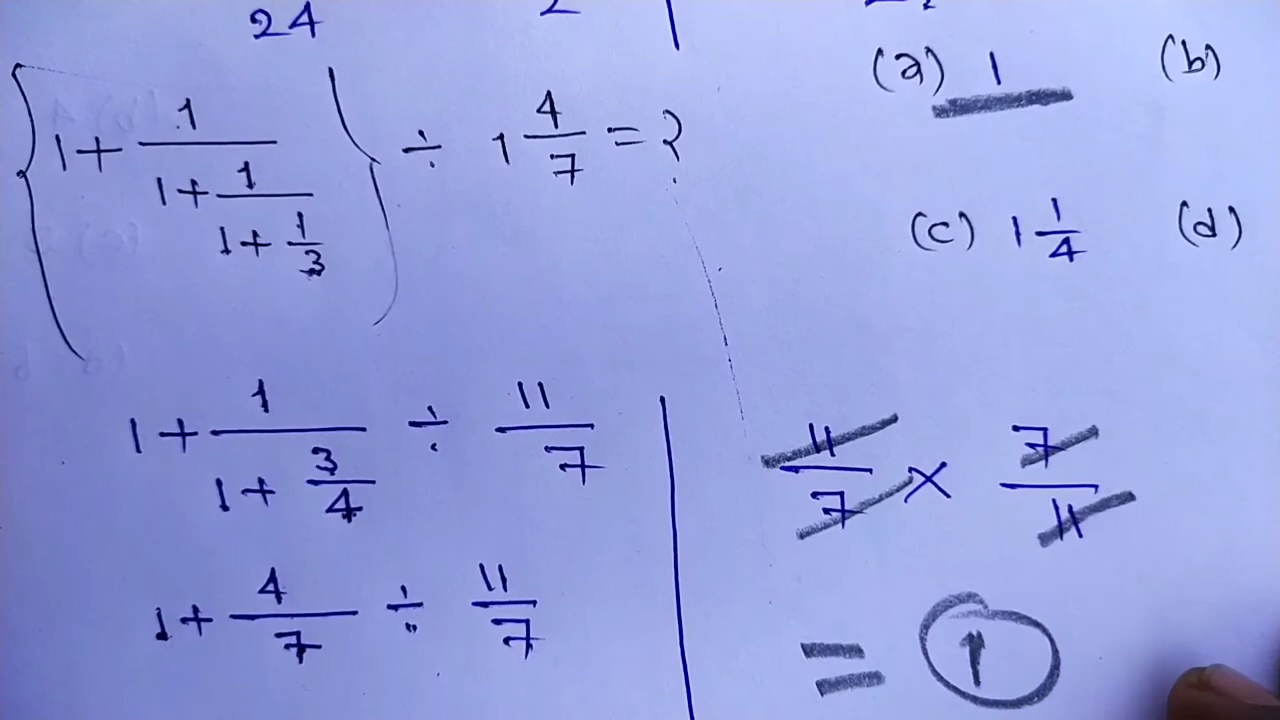 24
{1 + 1/(1 + 1/(1 + 1/3))} ÷ 1 4/7 = ?
(a) 1 (b)
(c) 1 1/4 (d)
1 + 1/(1 + 3/4) ÷ 11/7
1 + 4/7 ÷ 11/7
11/7 × 7/11
= 1